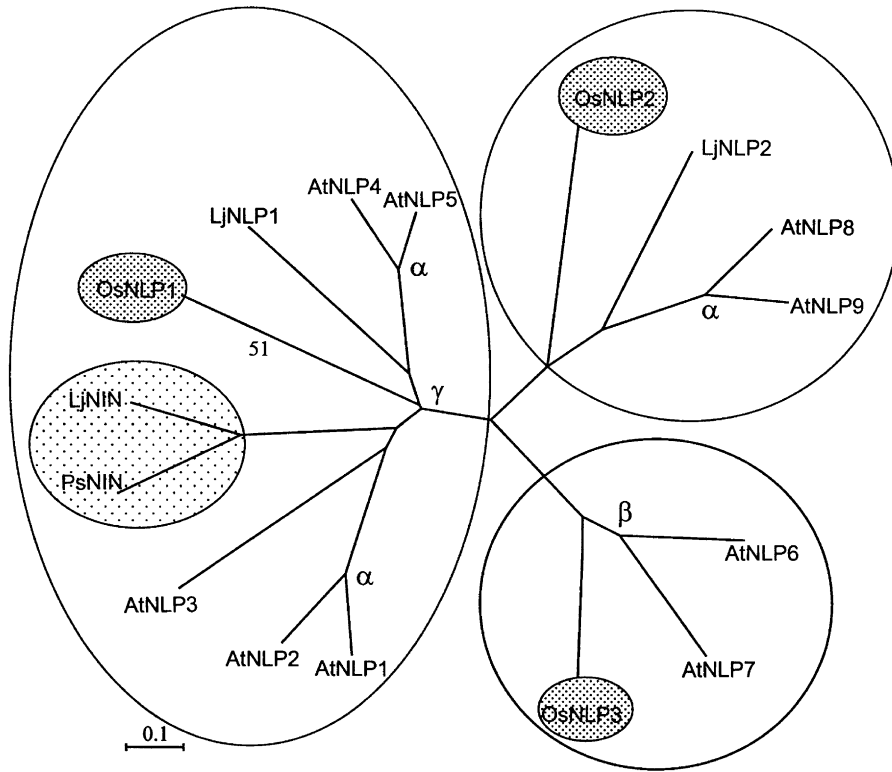 OsNLP2
LjNLP2
AtNLP4
AtNLP5
LjNLP1
AtNLP8
α
OsNLP1
AtNLP9
α
51
γ
LjNIN
PsNIN
β
AtNLP6
α
AtNLP3
AtNLP2
AtNLP1
AtNLP7
OsNLP3
0.1